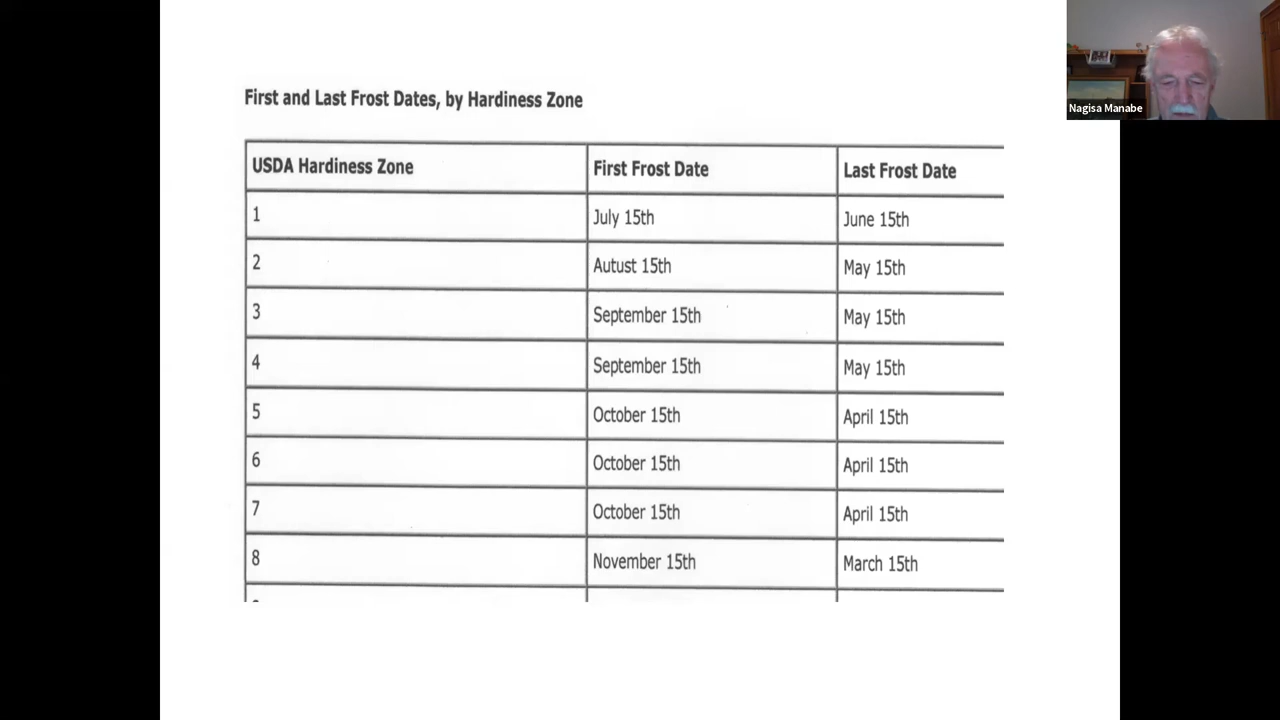 First and Last Frost Dates, by Hardiness Zone
USDA Hardiness Zone First Frost Date Last Frost Date
1 July 15th June 15th
2 Autust 15th May 15th
3 September 15th May 15th
4 September 15th May 15th
5 October 15th April 15th
6 October 15th April 15th
7 October 15th April 15th
8 November 15th March 15th
Nagisa Manabe